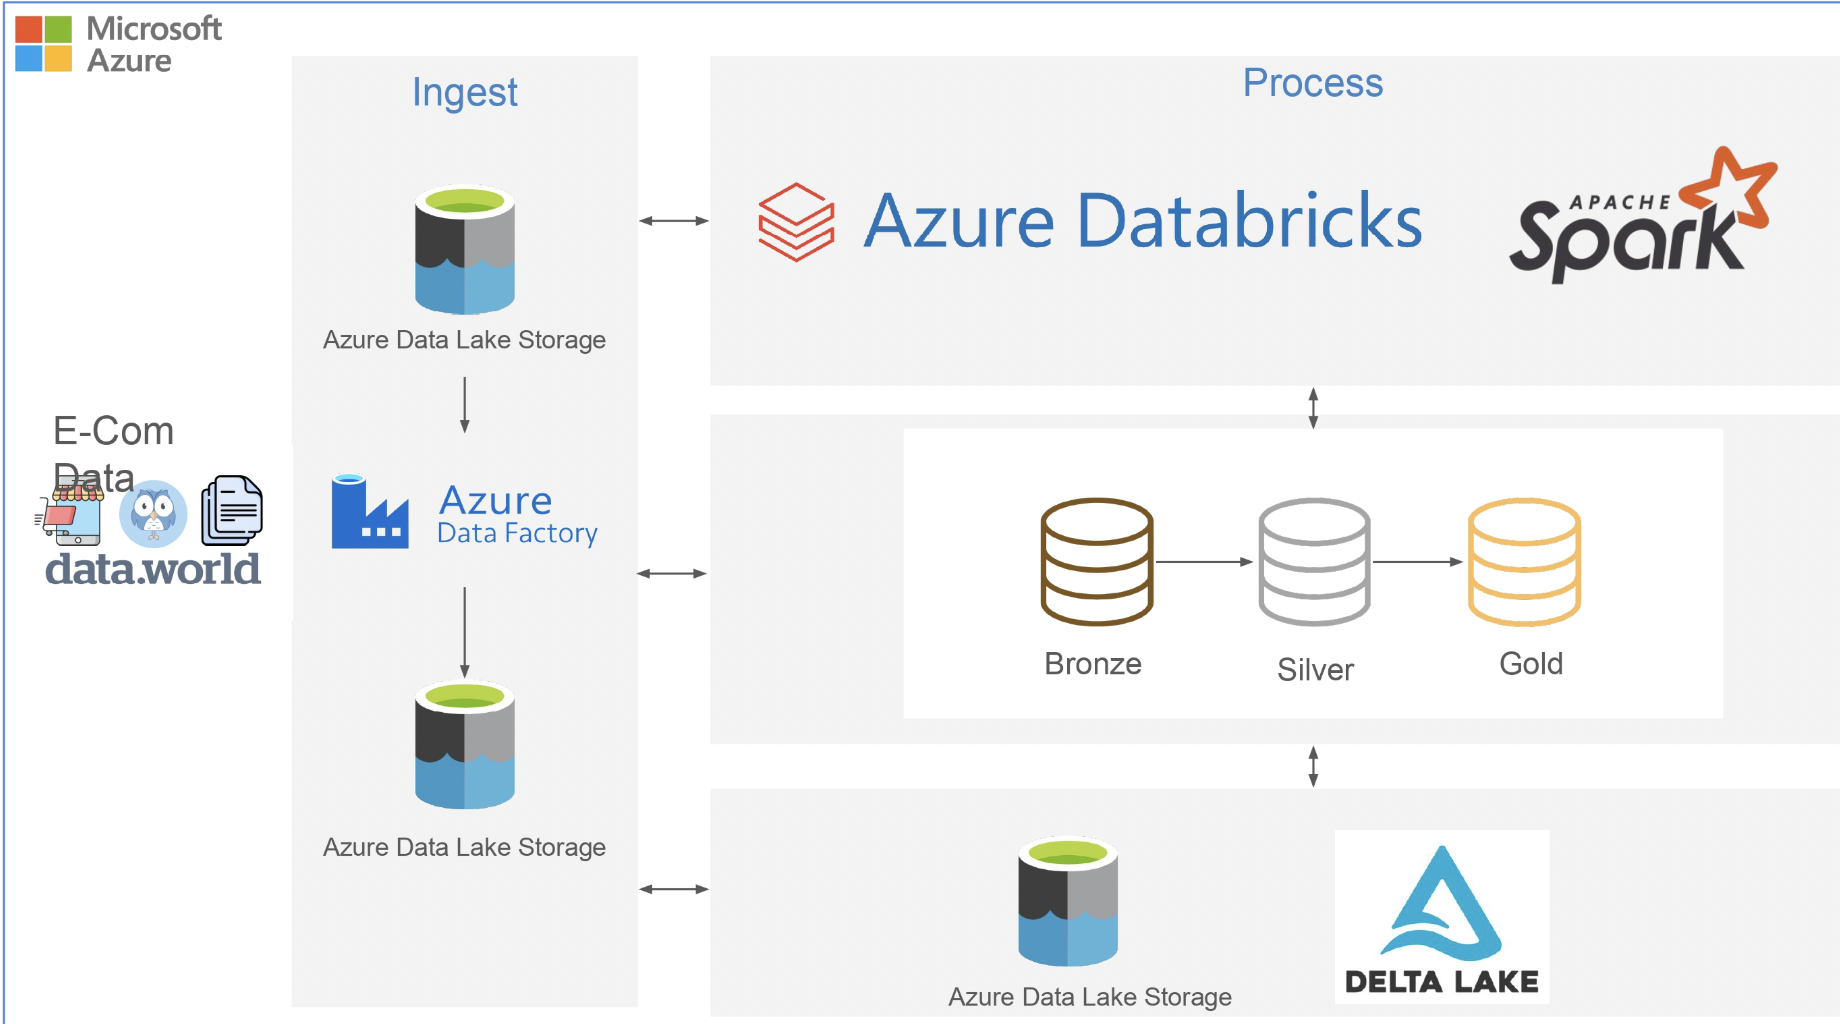 Microsoft
Azure
Ingest
Process
Azure Databricks
APACHE
Spark
Azure Data Lake Storage
E-Com
Data
data.world
Azure
Data Factory
Bronze
Silver
Gold
Azure Data Lake Storage
Azure Data Lake Storage
DELTA LAKE